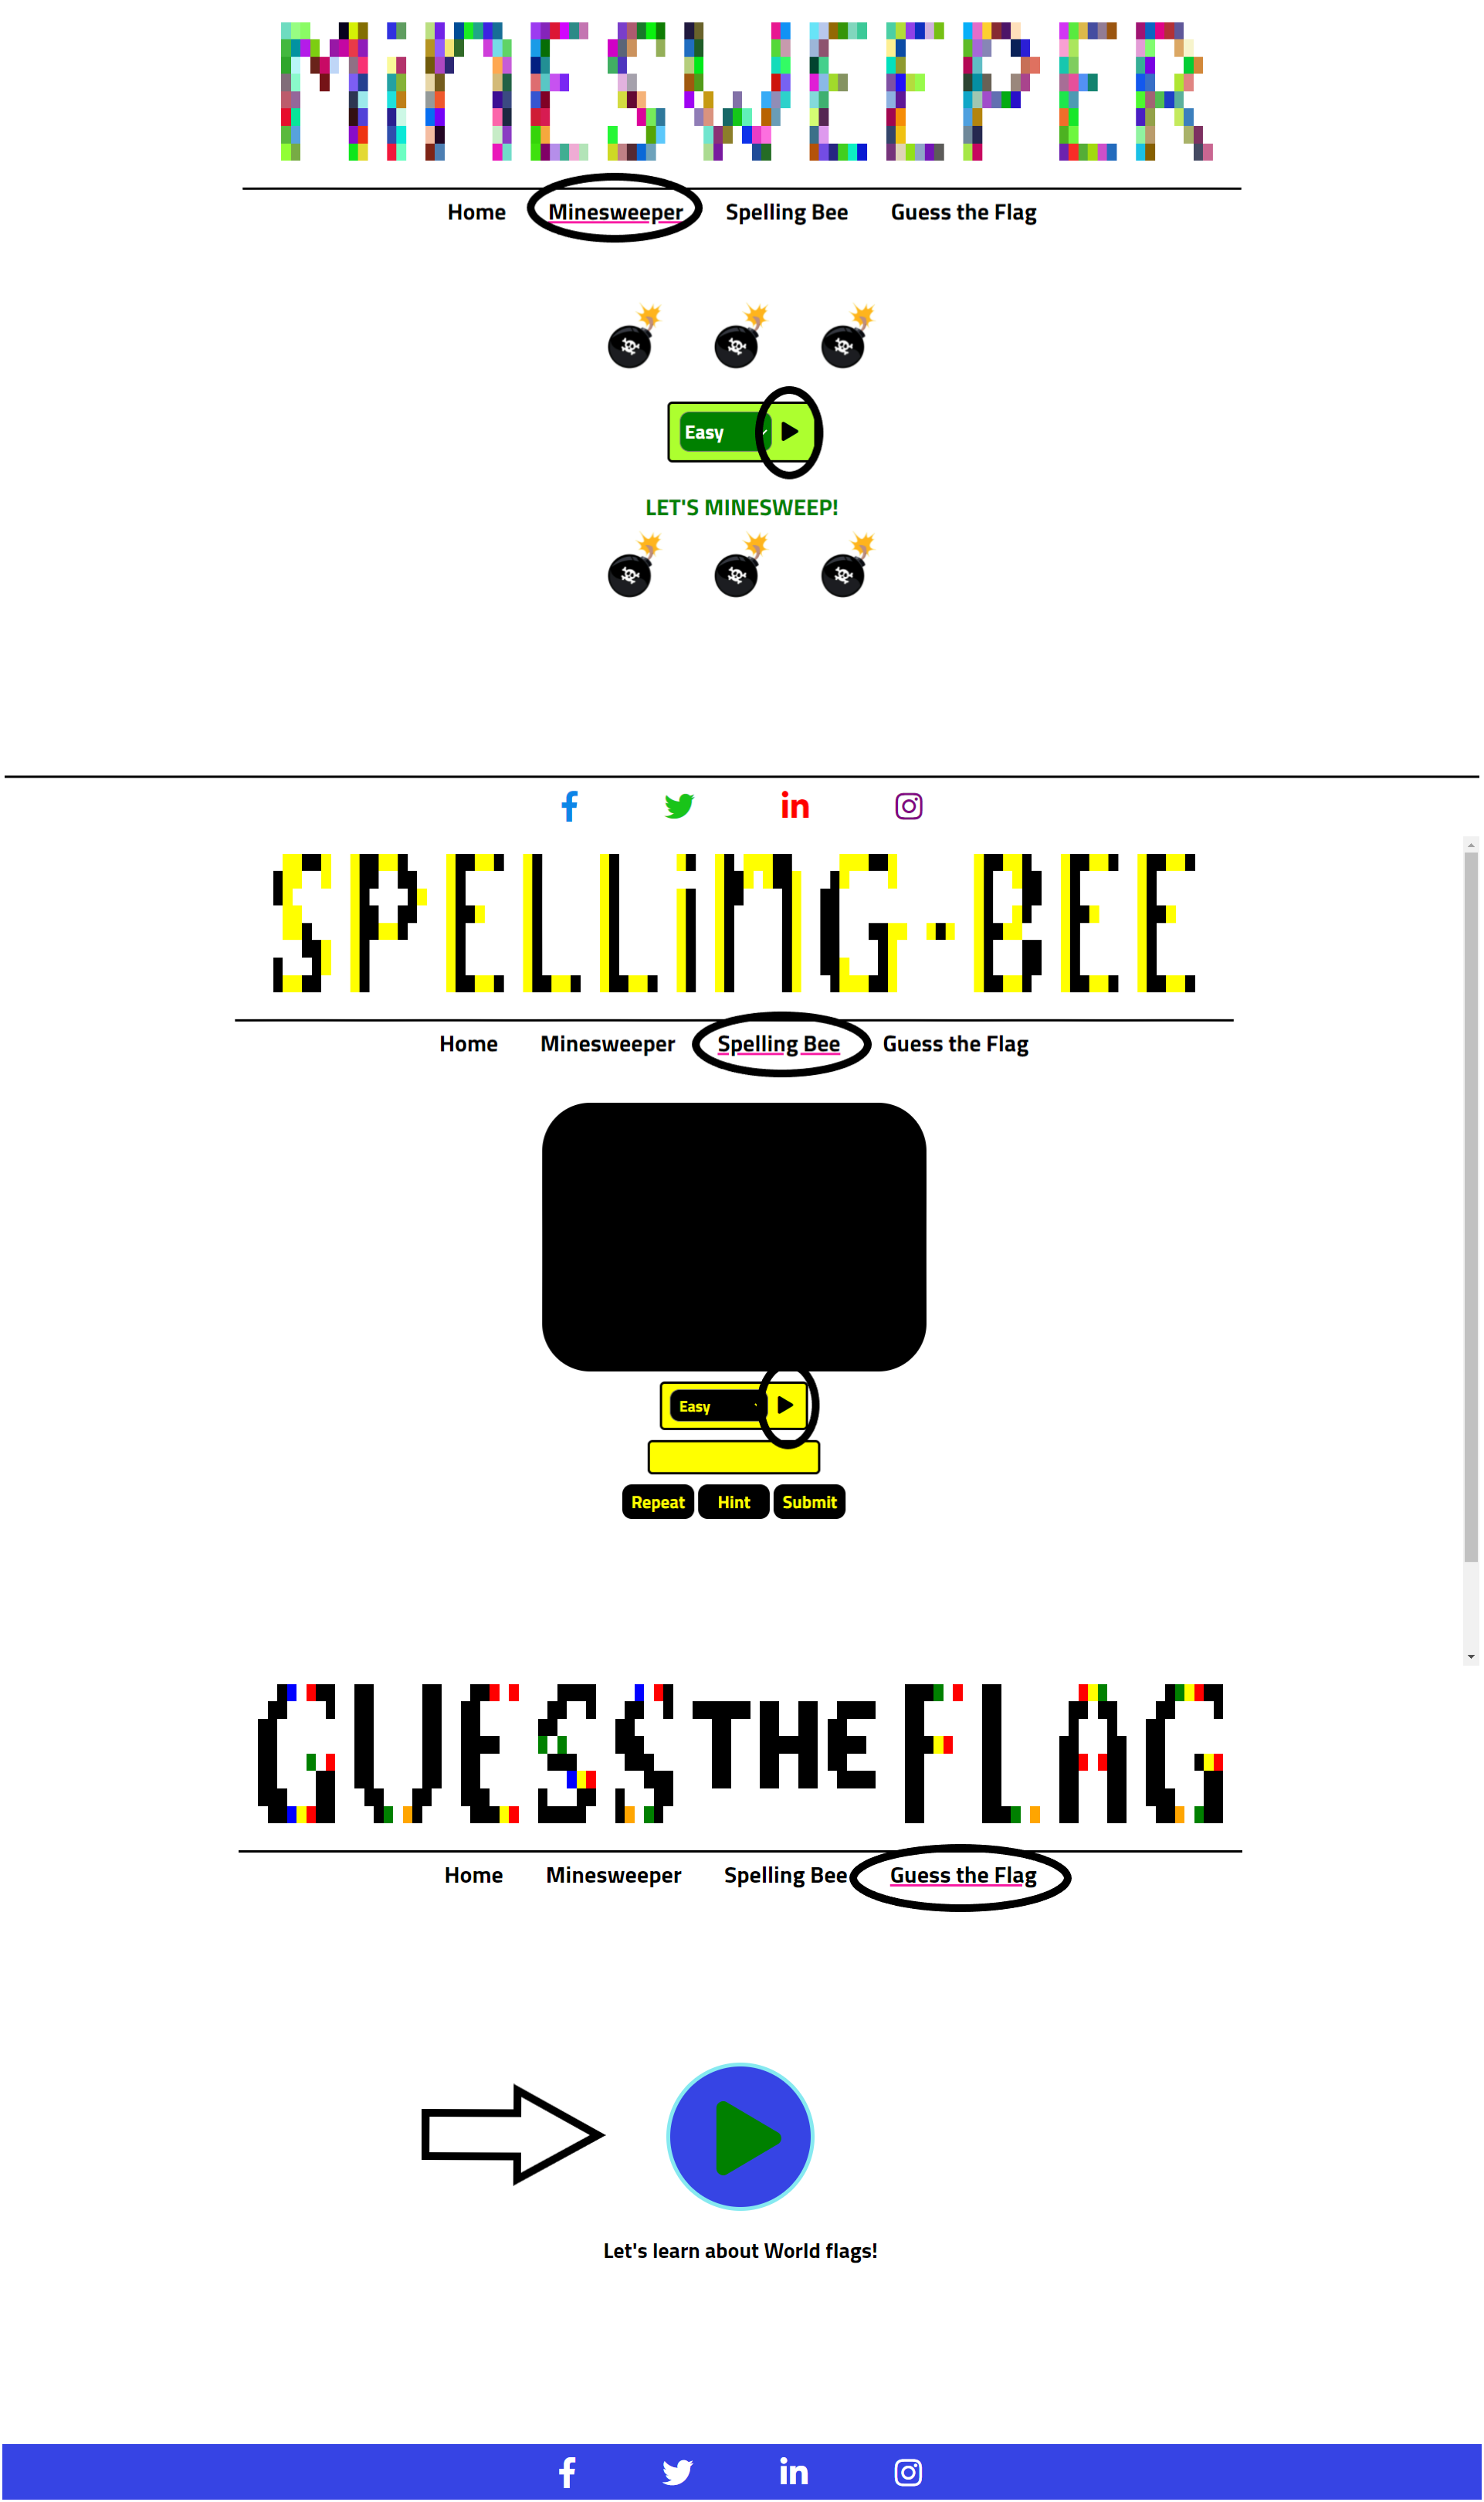 MiNESWEEPER
Home Minesweeper Spelling Bee Guess the Flag
Easy
LET'S MINESWEEP!
SPELLiNG-BEE
Home Minesweeper Spelling Bee Guess the Flag
Easy
Repeat Hint Submit
GUESS THE FLAG
Home Minesweeper Spelling Bee Guess the Flag
Let's learn about World flags!